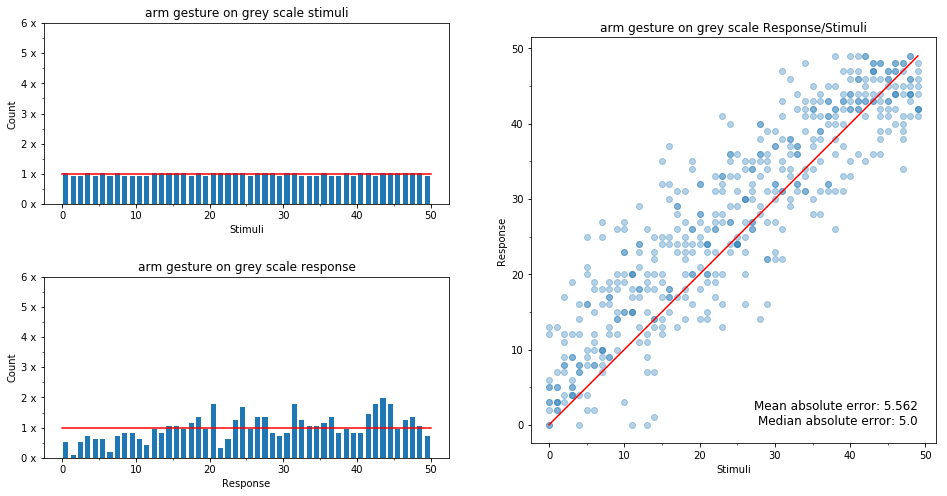 arm gesture on grey scale stimuli
6 x
5 x
4 x
3 x
2 x
1 x
0 x
Count
0 10 20 30 40 50
Stimuli
arm gesture on grey scale response
6 x
5 x
4 x
3 x
2 x
1 x
0 x
Count
0 10 20 30 40 50
Response
arm gesture on grey scale Response/Stimuli
50
40
30
20
10
0
Response
Mean absolute error: 5.562
Median absolute error: 5.0
0 10 20 30 40 50
Stimuli